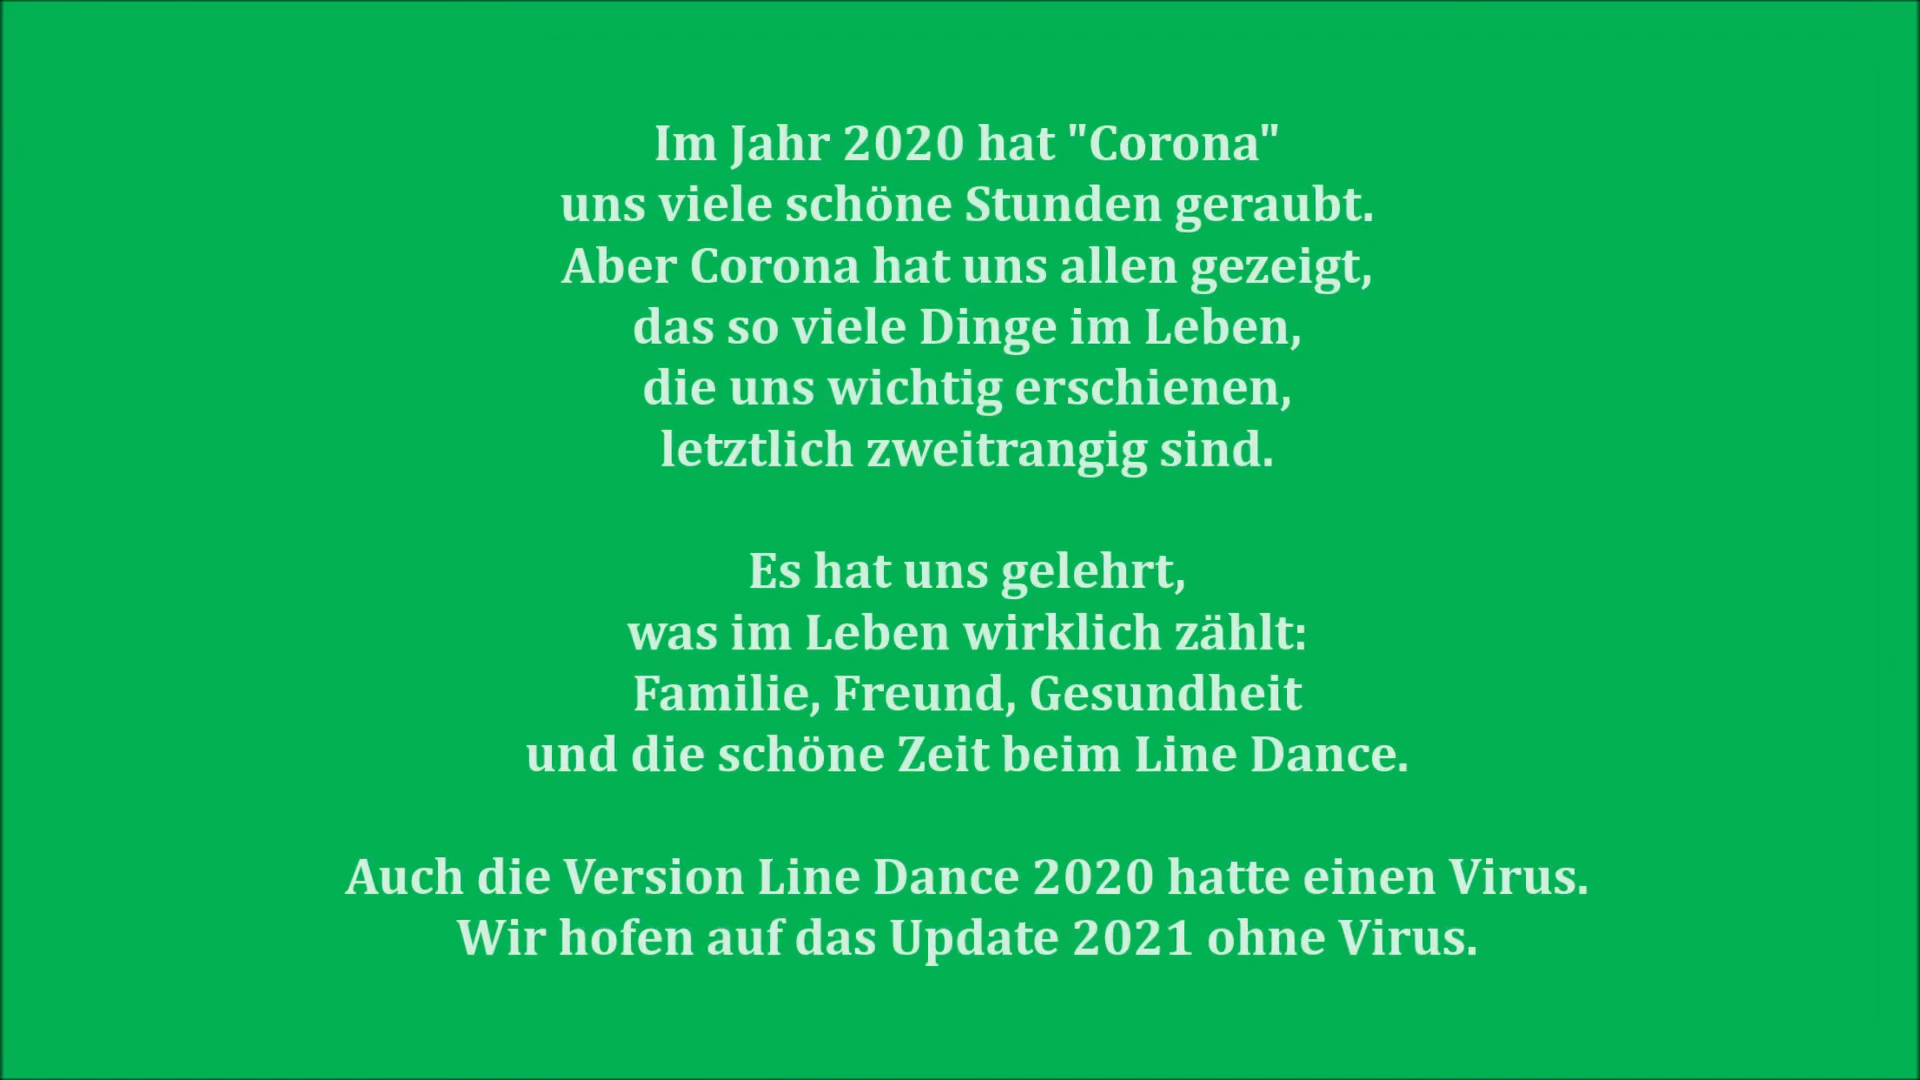 Im Jahr 2020 hat "Corona"
uns viele schöne Stunden geraubt.
Aber Corona hat uns allen gezeigt,
das so viele Dinge im Leben,
die uns wichtig erschienen,
letztlich zweitrangig sind.
Es hat uns gelehrt,
was im Leben wirklich zählt:
Familie, Freund, Gesundheit
und die schöne Zeit beim Line Dance.
Auch die Version Line Dance 2020 hatte einen Virus.
Wir hofen auf das Update 2021 ohne Virus.